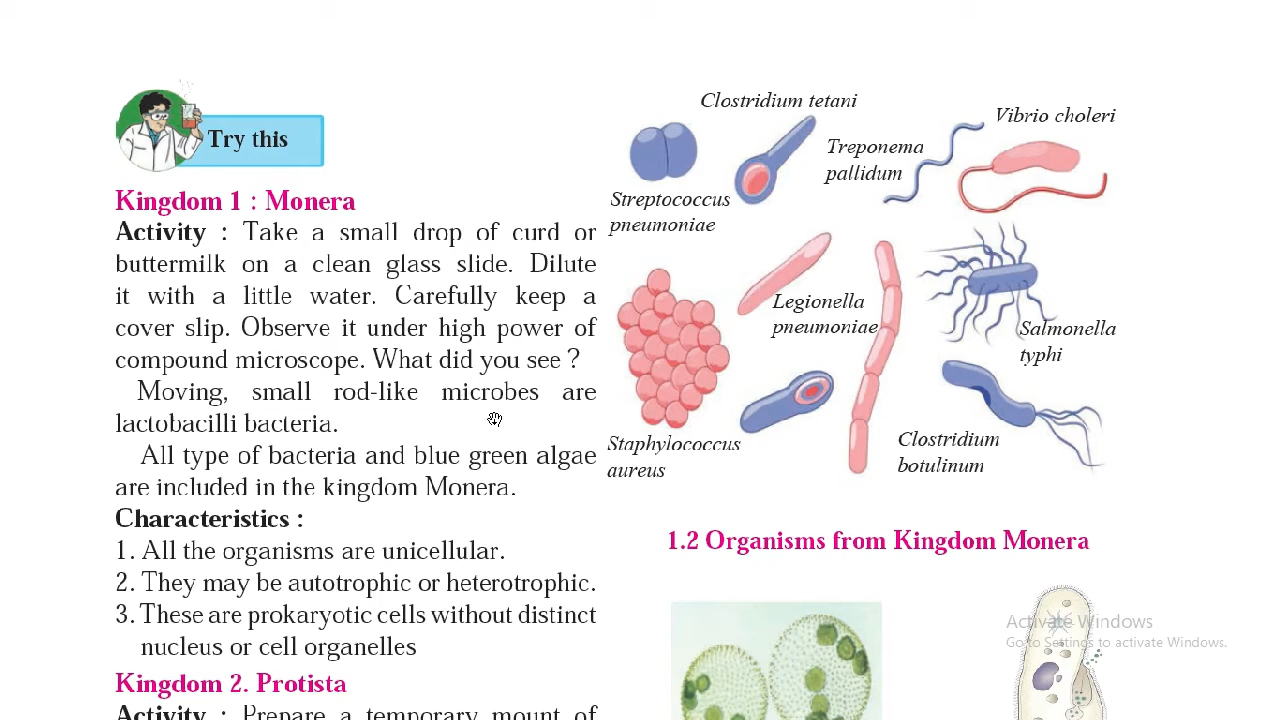 Try this
Kingdom 1 : Monera
Activity : Take a small drop of curd or
buttermilk on a clean glass slide. Dilute
it with a little water. Carefully keep a
cover slip. Observe it under high power of
compound microscope. What did you see ?
Moving, small rod-like microbes are
lactobacilli bacteria.
All type of bacteria and blue green algae
are included in the kingdom Monera.
Characteristics :
1. All the organisms are unicellular.
2. They may be autotrophic or heterotrophic.
3. These are prokaryotic cells without distinct
nucleus or cell organelles
Kingdom 2. Protista
Activity : Prepare a temporary mount of
Clostridium tetani
Vibrio choleri
Treponema
pallidum
Streptococcus
pneumoniae
Legionella
pneumoniae
Salmonella
typhi
Staphylococcus
aureus
Clostridium
botulinum
1.2 Organisms from Kingdom Monera
Activate Windows
Go to Settings to activate Windows.